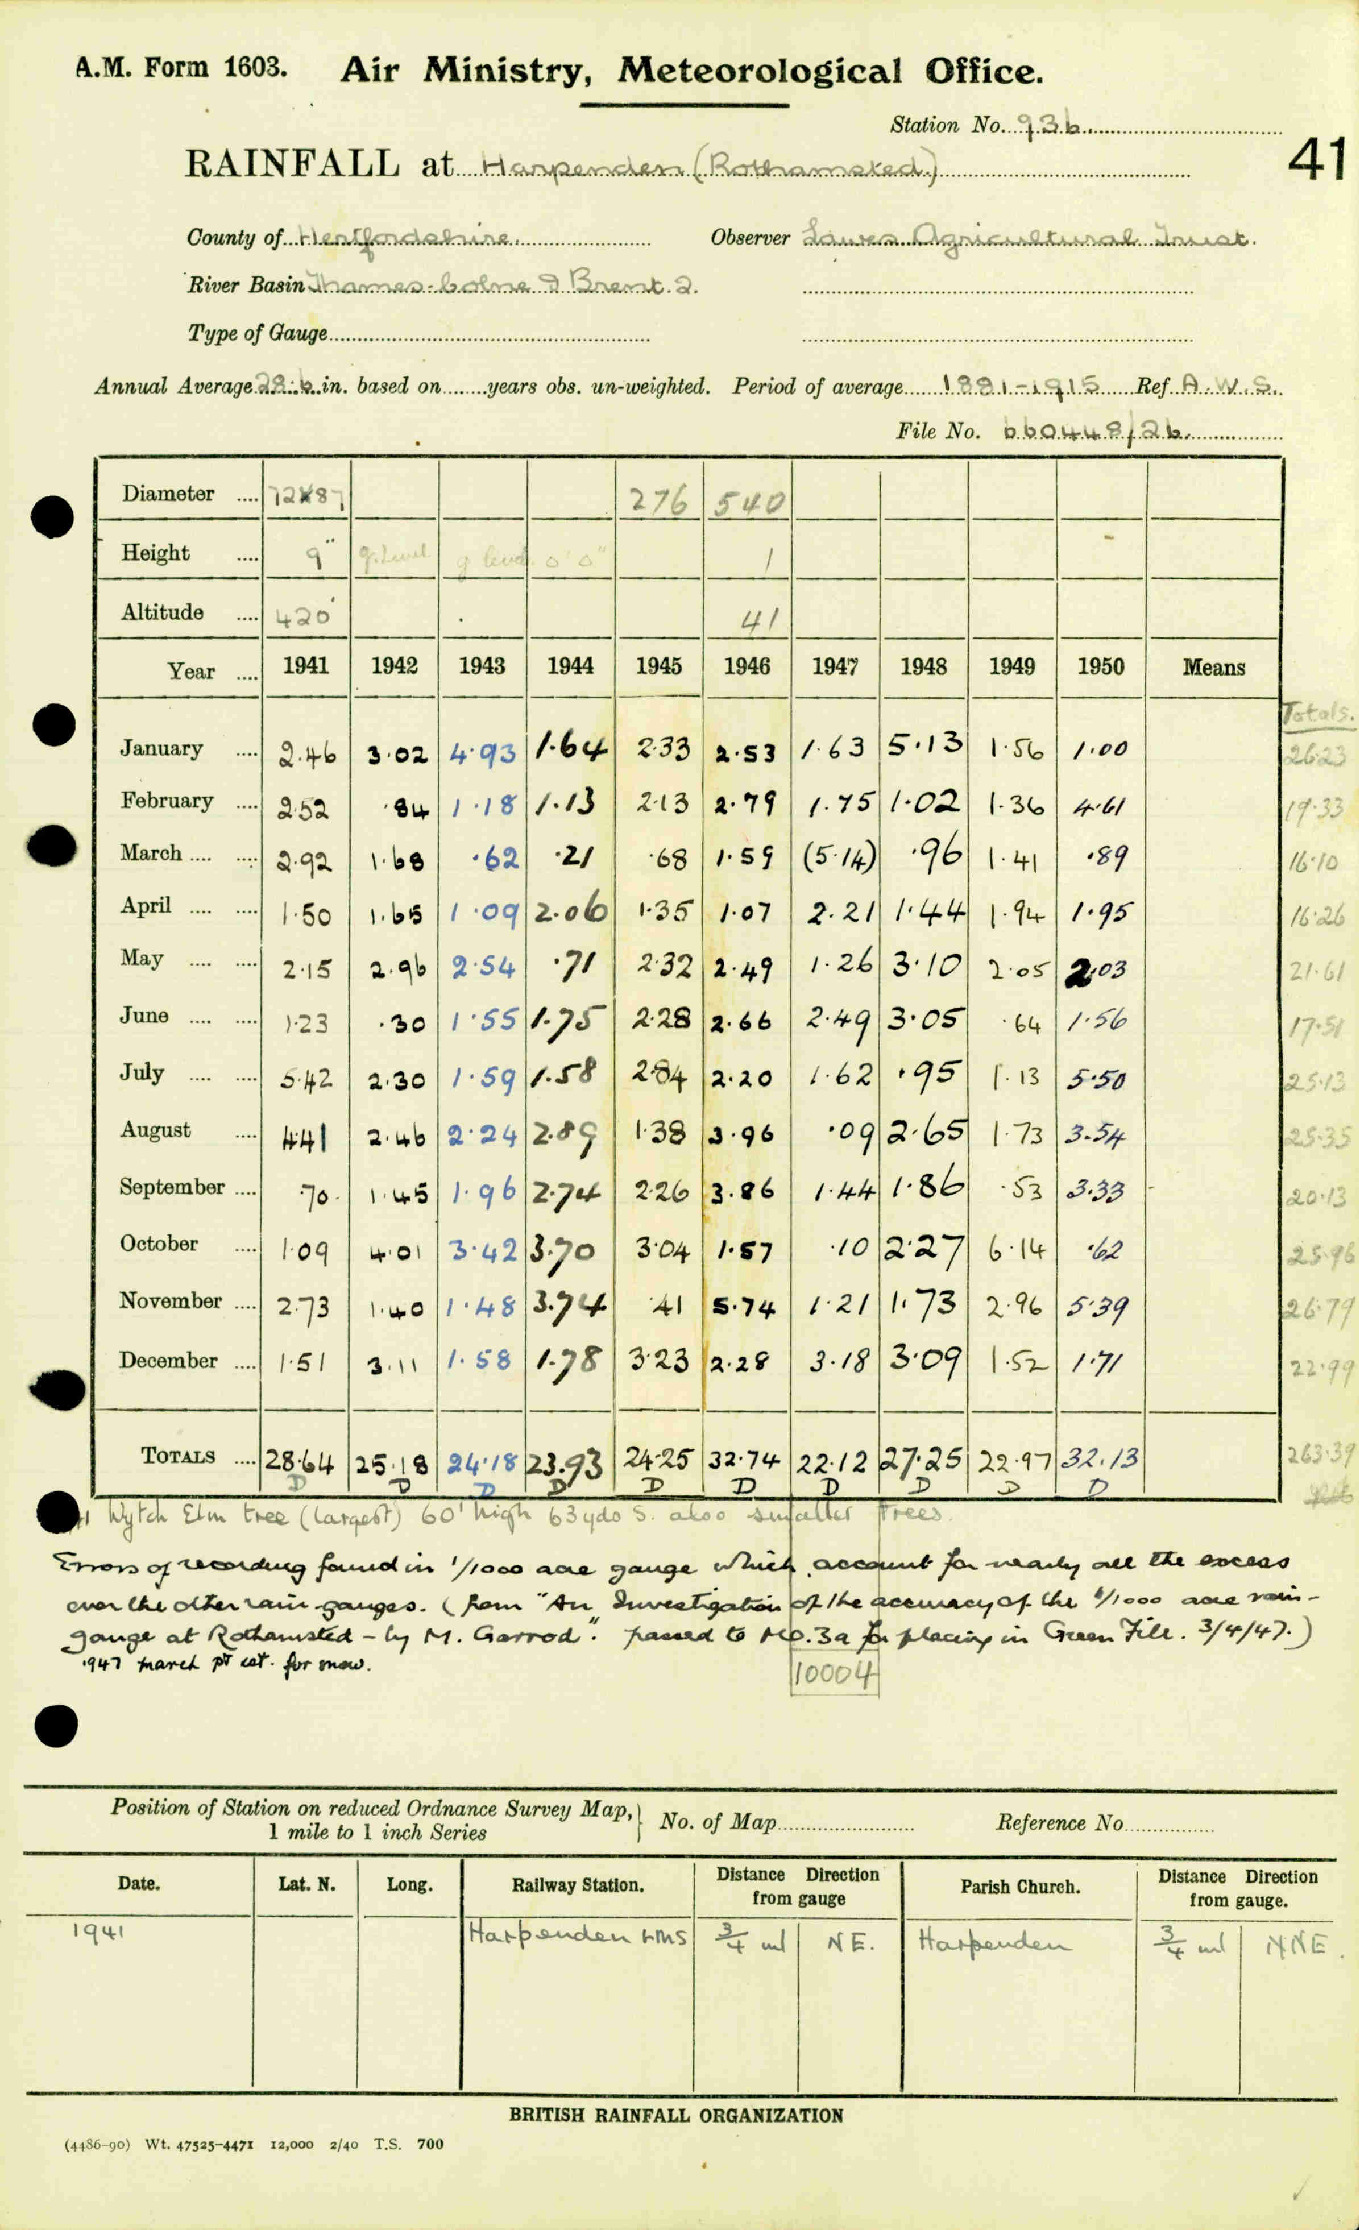 A.M. Form 1603. Air Ministry, Meteorological Office.
Station No. 936
41
RAINFALL at Harpenden (Rothamsted)
County of Hertfordshire. Observer Lawes Agricultural Trust.
River Basin Thames-Colne & Brent. 2.
Type of Gauge
Annual Average 28.6 in. based on ...... years obs. un-weighted. Period of average 1881-1915 Ref. A.W.S.
File No. 660448/26
Diameter .... 72x87 276 540
Height .... 9" g. level g level 0' 0" 1
Altitude .... 420' 41
Year .... 1941 1942 1943 1944 1945 1946 1947 1948 1949 1950 Means
Totals.
January .... 2.46 3.02 4.93 1.64 2.33 2.53 1.63 5.13 1.56 1.00 26.23
February .... 2.52 .84 1.18 1.13 2.13 2.79 1.75 1.02 1.36 4.61 19.33
March .... .... 2.92 1.68 .62 .21 .68 1.59 (5.14) .96 1.41 .89 16.10
April .... .... 1.50 1.65 1.09 2.06 1.35 1.07 2.21 1.44 1.94 1.95 16.26
May .... .... 2.15 2.96 2.54 .71 2.32 2.49 1.26 3.10 2.05 2.03 21.61
June .... .... 1.23 .30 1.55 1.75 2.28 2.66 2.49 3.05 .64 1.56 17.51
July .... .... 5.42 2.30 1.59 1.58 2.84 2.20 1.62 .95 1.13 5.50 25.13
August .... 4.41 2.46 2.24 2.89 1.38 3.96 .09 2.65 1.73 3.54 25.35
September .... .70 1.45 1.96 2.74 2.26 3.86 1.44 1.86 .53 3.33 20.13
October .... 1.09 4.01 3.42 3.70 3.04 1.57 .10 2.27 6.14 .62 25.96
November .... 2.73 1.40 1.48 3.74 .41 5.74 1.21 1.73 2.96 5.39 26.79
December .... 1.51 3.11 1.58 1.78 3.23 2.28 3.18 3.09 1.52 1.71 22.99
TOTALS .... 28.64 25.18 24.18 23.93 24.25 32.74 22.12 27.25 22.97 32.13 263.39
D D D D D D D D D D
41 Wytch Elm tree (largest) 60' high 63yds S. also smaller trees.
Errors of recording found in 1/1000 acre gauge which account for nearly all the excess
over the other rain-gauges. (from "An Investigation of the accuracy of the 1/1000 acre rain-
gauge at Rothamsted - by M. Garrod". passed to MO.3a for placing in Green File. 3/4/47.)
1947 March pt est. for snow.
10004
Position of Station on reduced Ordnance Survey Map,
1 mile to 1 inch Series
No. of Map Reference No.
Date. Lat. N. Long. Railway Station. Distance Direction from gauge Parish Church. Distance Direction from gauge.
1941 Harpenden LMS 3/4 ml NE. Harpenden 3/4 ml NNE.
BRITISH RAINFALL ORGANIZATION
(4486-90) Wt. 47525-4471 12,000 2/40 T.S. 700